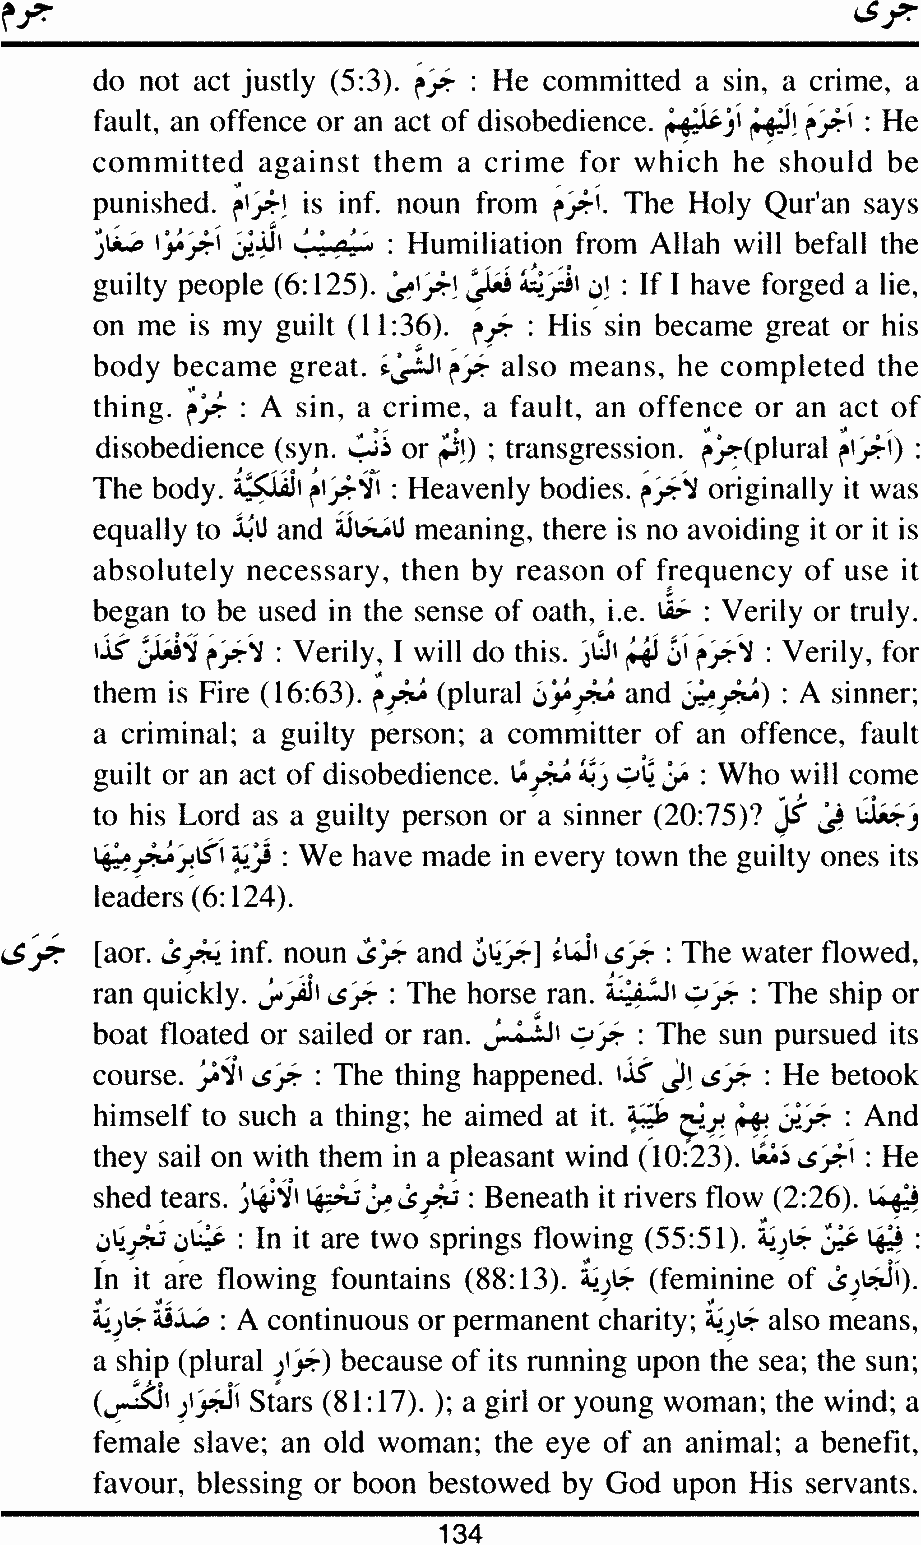 جرم جرى
do not act justly (5:3). جَرَمَ : He committed a sin, a crime, a
fault, an offence or an act of disobedience. اَجْرَمَ اِلَيْهِمْ اَوْعَلَيْهِمْ : He
committed against them a crime for which he should be
punished. اِجْرَامٌ is inf. noun from اَجْرَمَ. The Holy Qur'an says
سَيُصِيْبُ الَّذِيْنَ اَجْرَمُوْا صَغَارٌ : Humiliation from Allah will befall the
guilty people (6:125). اِنِ افْتَرَيْتُهُ فَعَلَىَّ اِجْرَامِىْ : If I have forged a lie,
on me is my guilt (11:36). جَرِمَ : His sin became great or his
body became great. جَرَمَ الشَّىْءَ also means, he completed the
thing. جُرْمٌ : A sin, a crime, a fault, an offence or an act of
disobedience (syn. ذَنْبٌ or اِثْمٌ) ; transgression. جِرْمٌ(plural اَجْرَامٌ) :
The body. اَلْاَجْرَامُ الْفَلَكِيَّةُ : Heavenly bodies. لَاجَرَمَ originally it was
equally to لَابُدَّ and لَامَحَالَةَ meaning, there is no avoiding it or it is
absolutely necessary, then by reason of frequency of use it
began to be used in the sense of oath, i.e. حَقًّا : Verily or truly.
لَاجَرَمَ لَاَفْعَلَنَّ كَذَا : Verily, I will do this. لَاجَرَمَ اَنَّ لَهُمُ النَّارَ : Verily, for
them is Fire (16:63). مُجْرِمٌ (plural مُجْرِمُوْنَ and مُجْرِمِيْنَ) : A sinner;
a criminal; a guilty person; a committer of an offence, fault
guilt or an act of disobedience. مَنْ يَّاْتِ رَبَّهُ مُجْرِمًا : Who will come
to his Lord as a guilty person or a sinner (20:75)? وَجَعَلْنَا فِىْ كُلِّ
قَرْيَةٍ اَكَابِرَمُجْرِمِيْهَا : We have made in every town the guilty ones its
leaders (6:124).
جَرَى [aor. يَجْرِىْ inf. noun جَرْىٌ and جَرَيَانٌ] جَرَى الْمَاءُ : The water flowed,
ran quickly. جَرَى الْفَرَسُ : The horse ran. جَرَتِ السَّفِيْنَةُ : The ship or
boat floated or sailed or ran. جَرَتِ الشَّمْسُ : The sun pursued its
course. جَرَى الْاَمْرُ : The thing happened. جَرَى اِلٰى كَذَا : He betook
himself to such a thing; he aimed at it. جَرَيْنَ بِهِمْ بِرِيْحٍ طَيِّبَةٍ : And
they sail on with them in a pleasant wind (10:23). اَجْرَى دَمْعًا : He
shed tears. تَجْرِىْ مِنْ تَحْتِهَا الْاَنْهَارُ : Beneath it rivers flow (2:26). فِيْهِمَا
عَيْنَانِ تَجْرِيَانِ : In it are two springs flowing (55:51). فِيْهَا عَيْنٌ جَارِيَةٌ :
In it are flowing fountains (88:13). جَارِيَةٌ (feminine of اَلْجَارِىْ).
صَدَقَةٌ جَارِيَةٌ : A continuous or permanent charity; جَارِيَةٌ also means,
a ship (plural جَوَارٍ) because of its running upon the sea; the sun;
(اَلْجَوَارِ الْكُنَّسِ Stars (81:17). ); a girl or young woman; the wind; a
female slave; an old woman; the eye of an animal; a benefit,
favour, blessing or boon bestowed by God upon His servants.
134